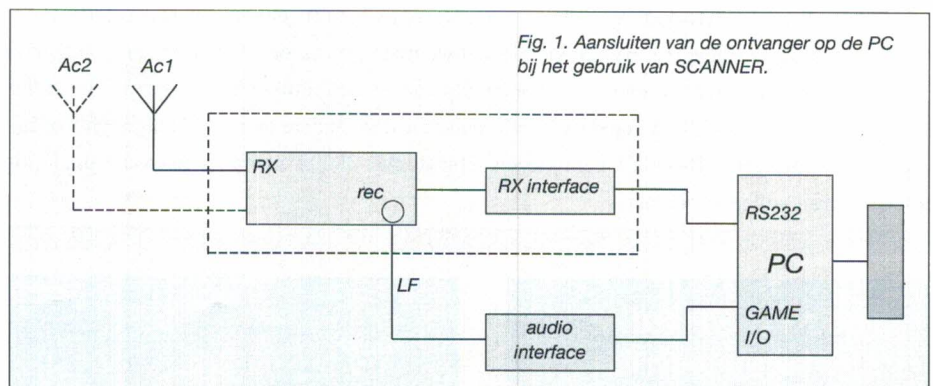 Fig. 1. Aansluiten van de ontvanger op de PC
bij het gebruik van SCANNER.
Ac2
Ac1
RX
rec
RX interface
RS232
PC
LF
audio
interface
GAME
I/O